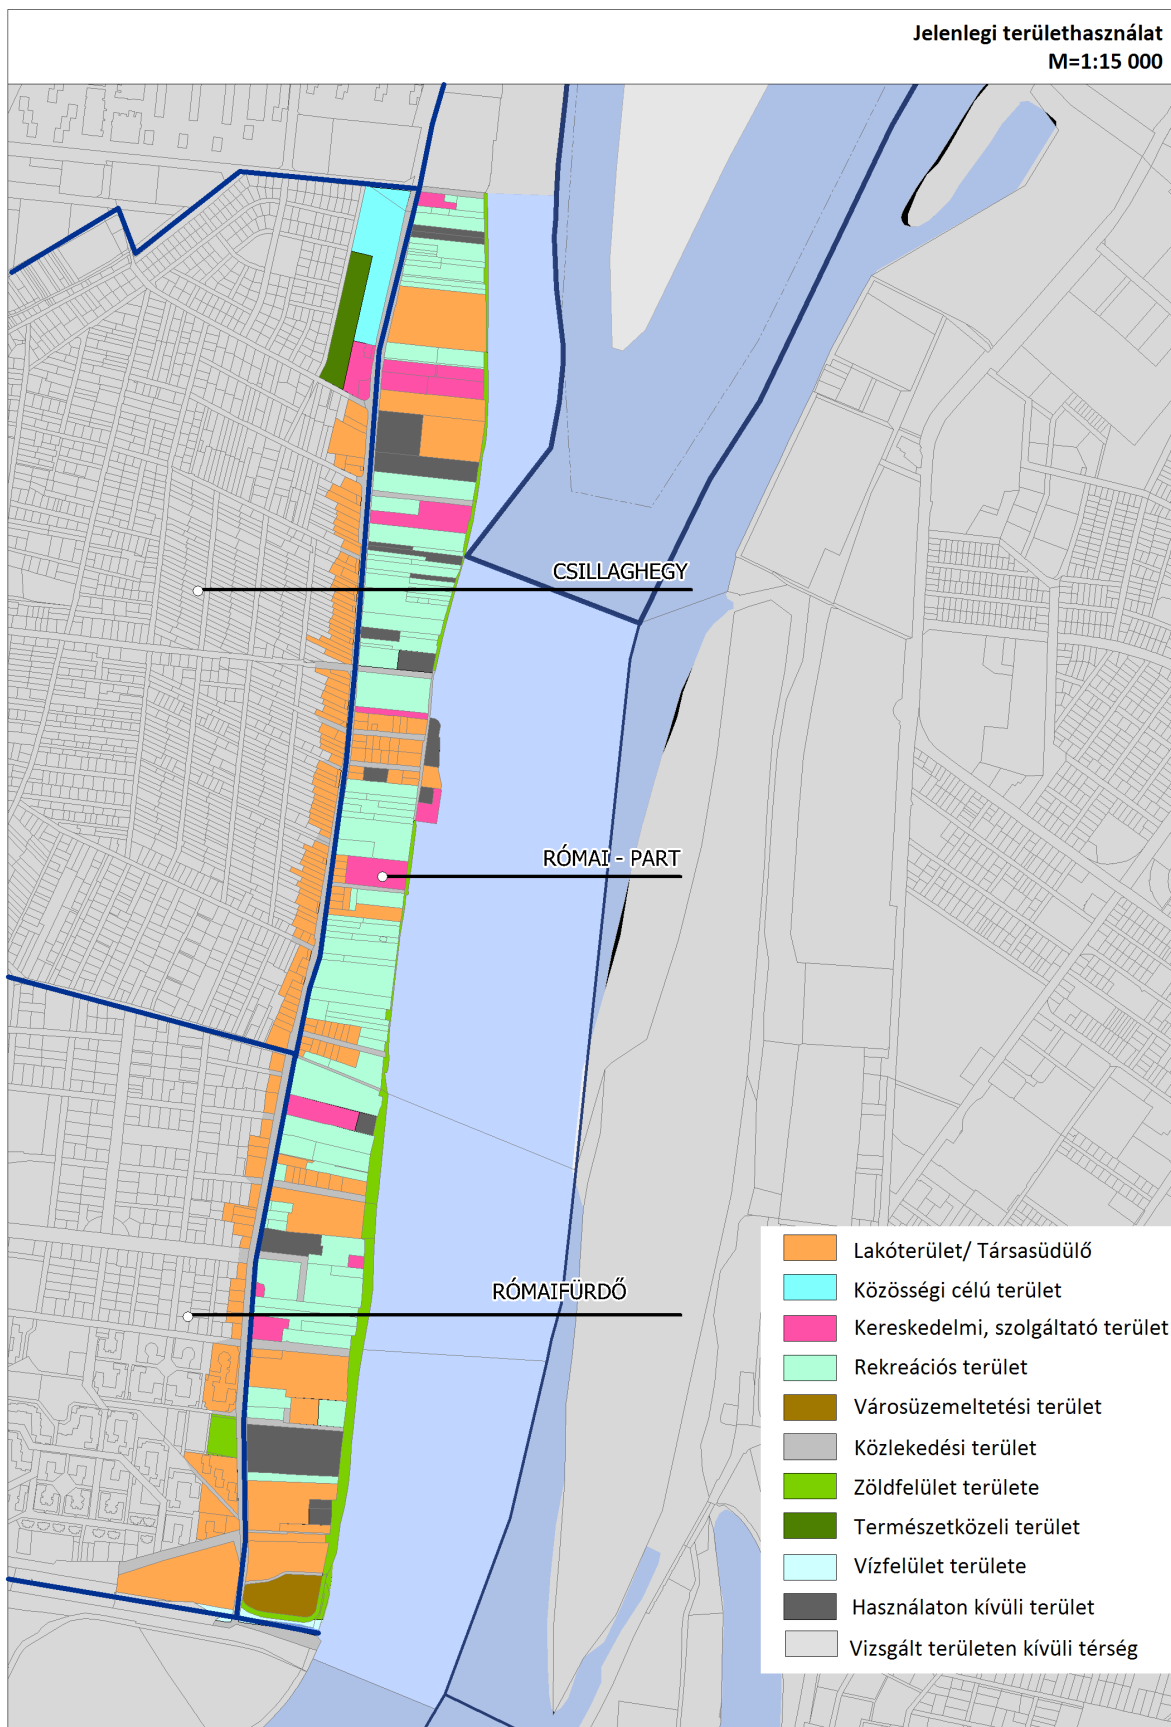 Jelenlegi területhasználat
M=1:15 000
CSILLAGHEGY
RÓMAI - PART
RÓMAIFÜRDŐ
Lakóterület/ Társasüdülő
Közösségi célú terület
Kereskedelmi, szolgáltató terület
Rekreációs terület
Városüzemeltetési terület
Közlekedési terület
Zöldfelület területe
Természetközeli terület
Vízfelület területe
Használaton kívüli terület
Vizsgált területen kívüli térség